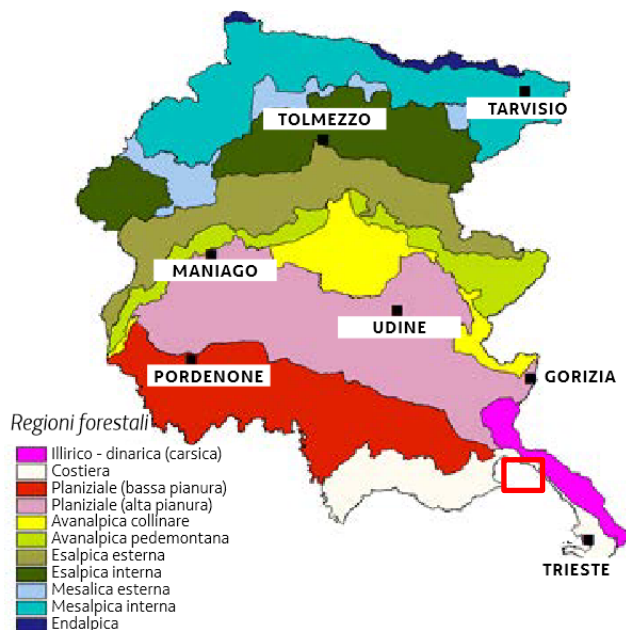 TARVISIO
TOLMEZZO
MANIAGO
UDINE
PORDENONE
GORIZIA
TRIESTE
Regioni forestali
Illirico - dinarica (carsica)
Costiera
Planiziale (bassa pianura)
Planiziale (alta pianura)
Avanalpica collinare
Avanalpica pedemontana
Esalpica esterna
Esalpica interna
Mesalica esterna
Mesalpica interna
Endalpica